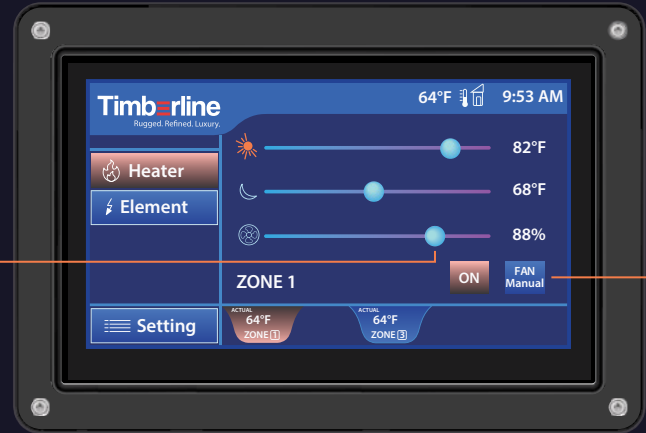 Timberline
Rugged. Refined. Luxury.
64°F
9:53 AM
Heater
82°F
Element
68°F
88%
ZONE 1
ON
FAN
Manual
Setting
ACTUAL
64°F
ZONE 1
ACTUAL
64°F
ZONE 3